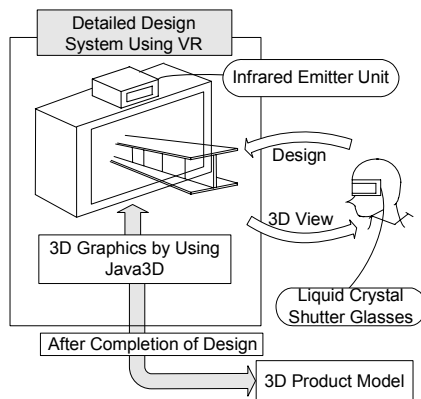 Detailed Design
System Using VR
Infrared Emitter Unit
Design
3D View
3D Graphics by Using
Java3D
Liquid Crystal
Shutter Glasses
After Completion of Design
3D Product Model